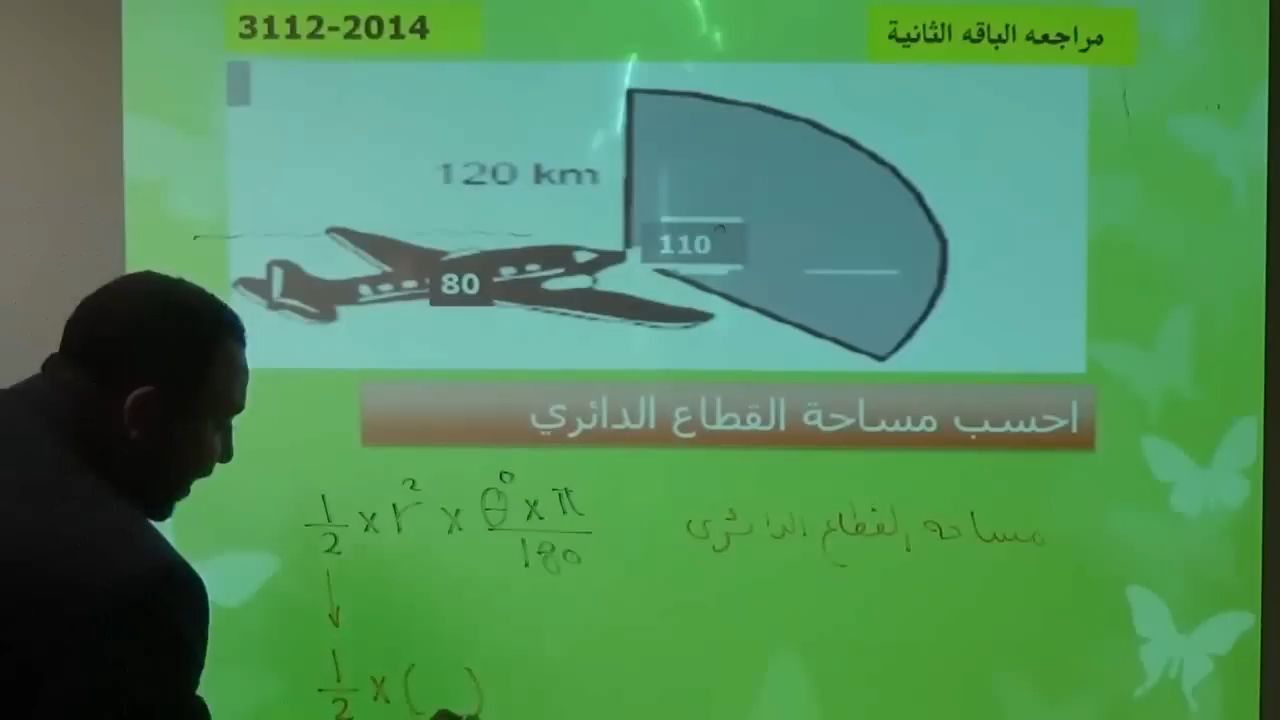 مراجعه الباقه الثانية
3112-2014
120 km
110°
80
احسب مساحة القطاع الدائري
مساحه القطاع الدائرى
1/2 × r² × θ° × π / 180
1/2 × ( )